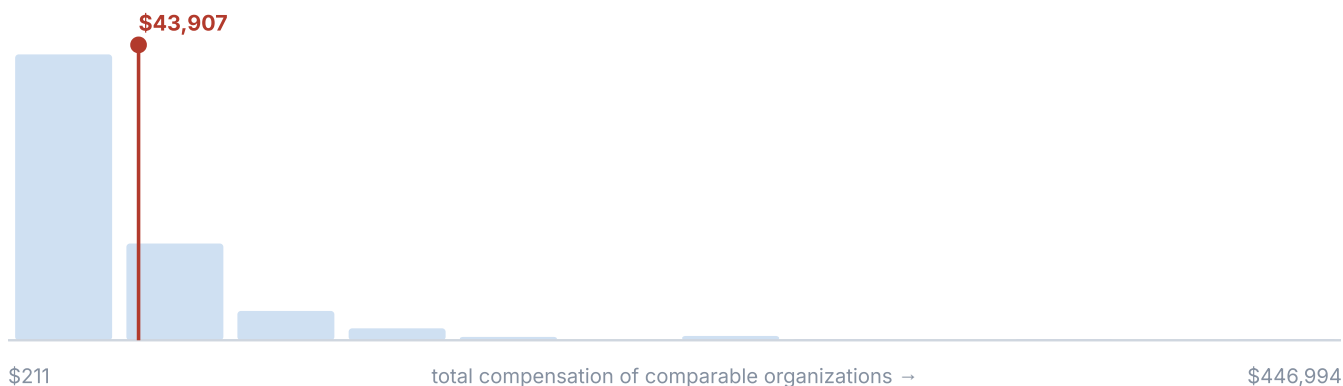 $43,907
$211 total compensation of comparable organizations → $446,994